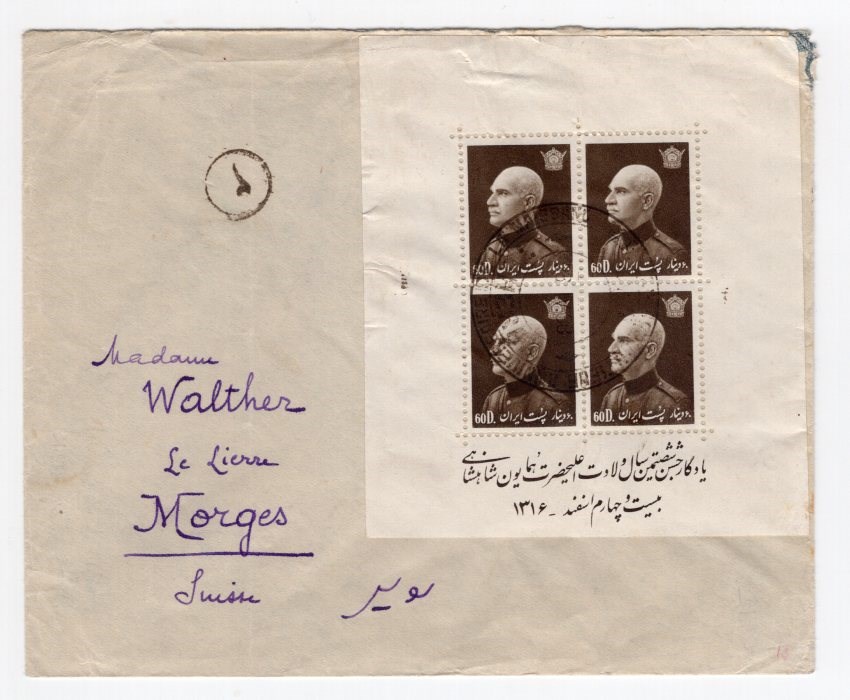 60D. ۶۰ دینار پست ایران
60D. ۶۰ دینار پست ایران
60D. ۶۰ دینار پست ایران
60D. ۶۰ دینار پست ایران
یادگار جشن شصتمین سال ولادت اعلیحضرت همایون شاهنشاهی
بیست و چهارم اسفند ـ ۱۳۱۶
Madame
Walther
Le Lierre
Morges
Suisse
سویس